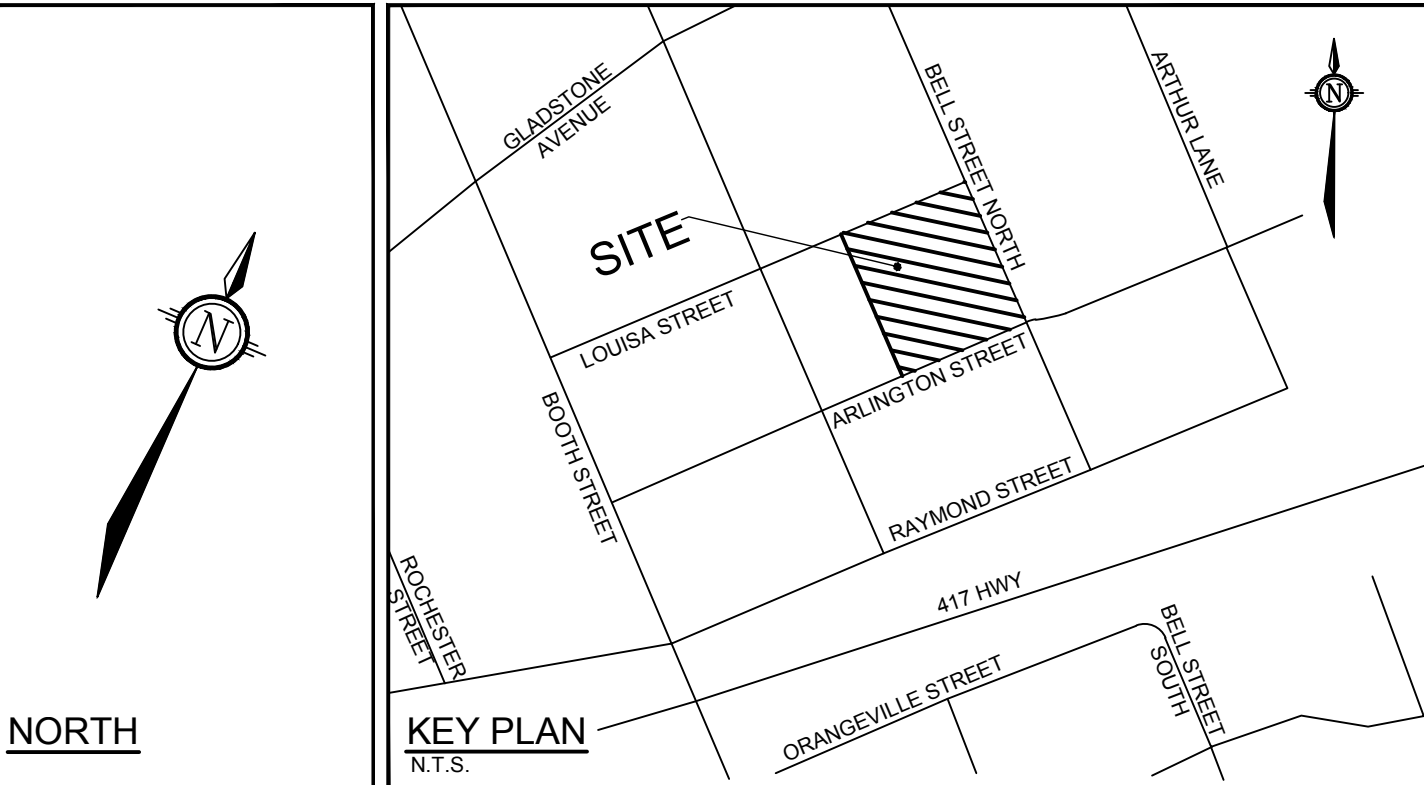 N
NORTH
GLADSTONE
AVENUE
BELL STREET NORTH
ARTHUR LANE
N
SITE
LOUISA STREET
ARLINGTON STREET
BOOTH STREET
RAYMOND STREET
ROCHESTER
STREET
417 HWY
BELL STREET
SOUTH
ORANGEVILLE STREET
KEY PLAN
N.T.S.